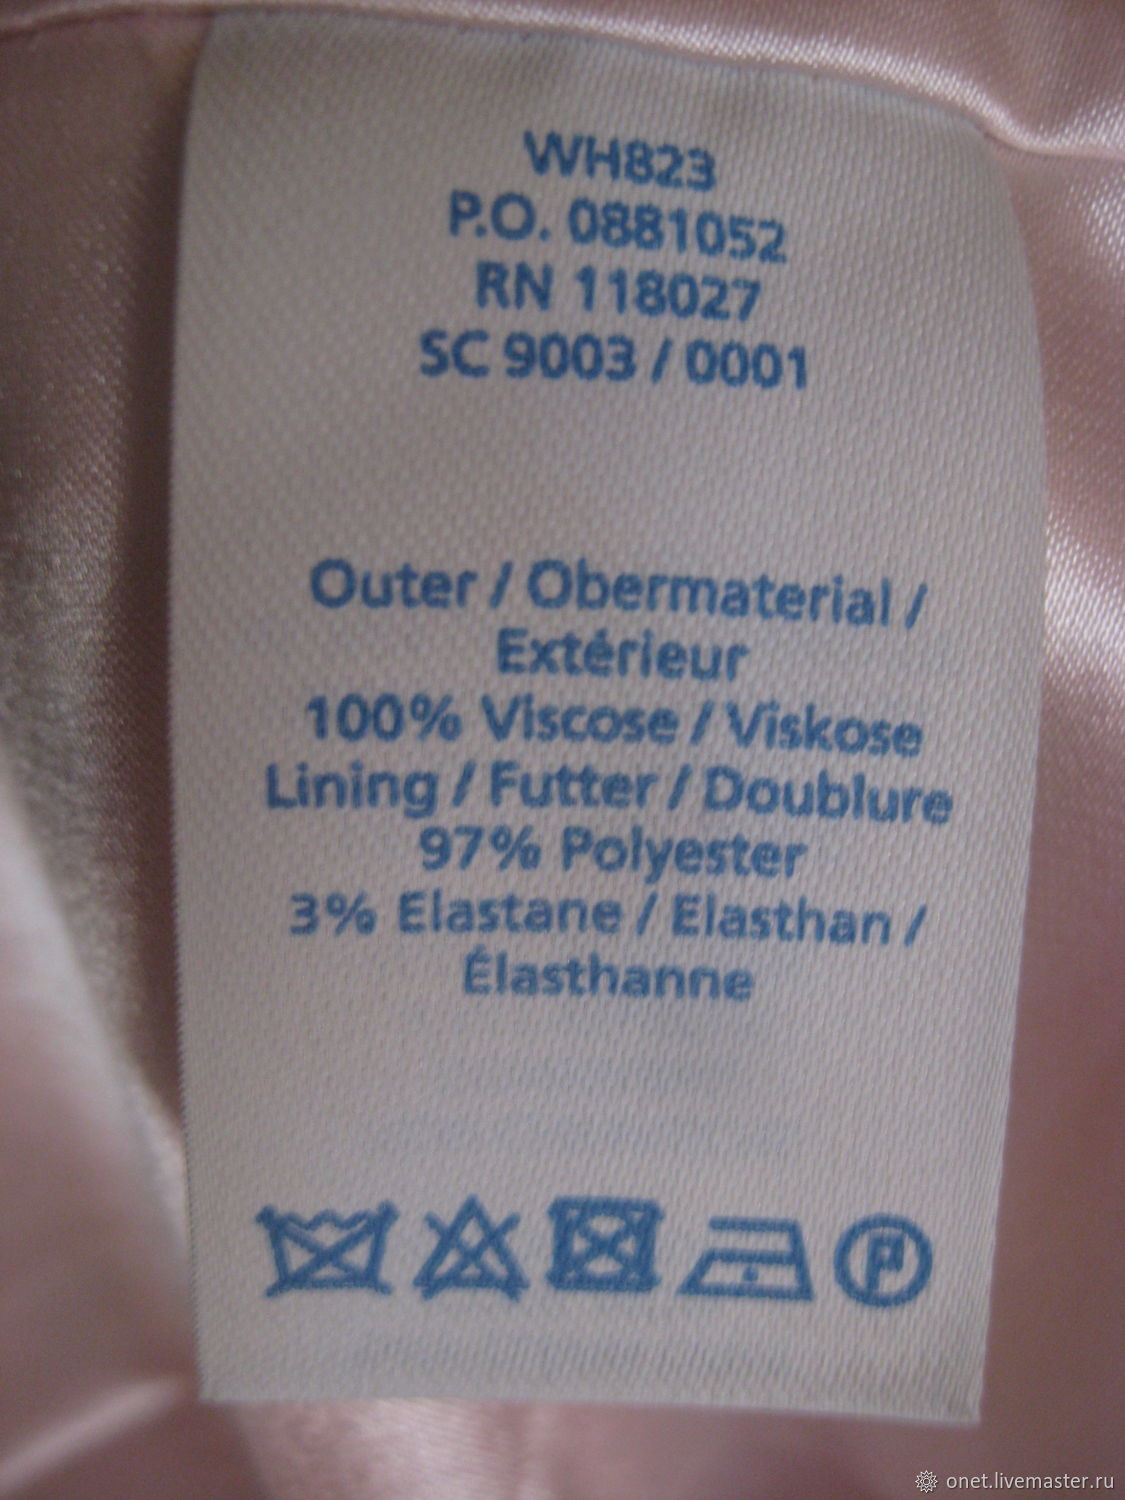 WH823
P.O. 0881052
RN 118027
SC 9003 / 0001
Outer / Obermaterial /
Extérieur
100% Viscose / Viskose
Lining / Futter / Doublure
97% Polyester
3% Elastane / Elasthan /
Élasthanne
P
onet.livemaster.ru